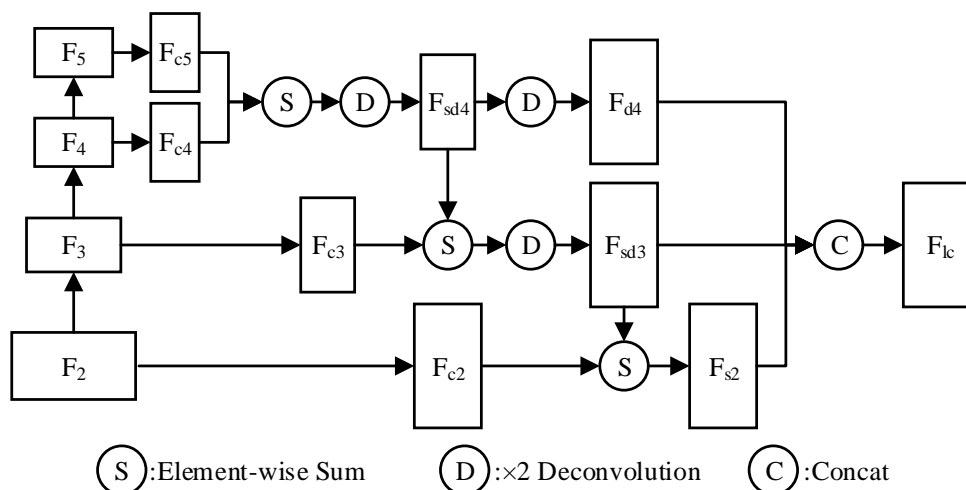 F5
Fc5
S
D
Fsd4
D
Fd4
F4
Fc4
F3
Fc3
S
D
Fsd3
C
Flc
F2
Fc2
S
Fs2
S :Element-wise Sum
D :×2 Deconvolution
C :Concat